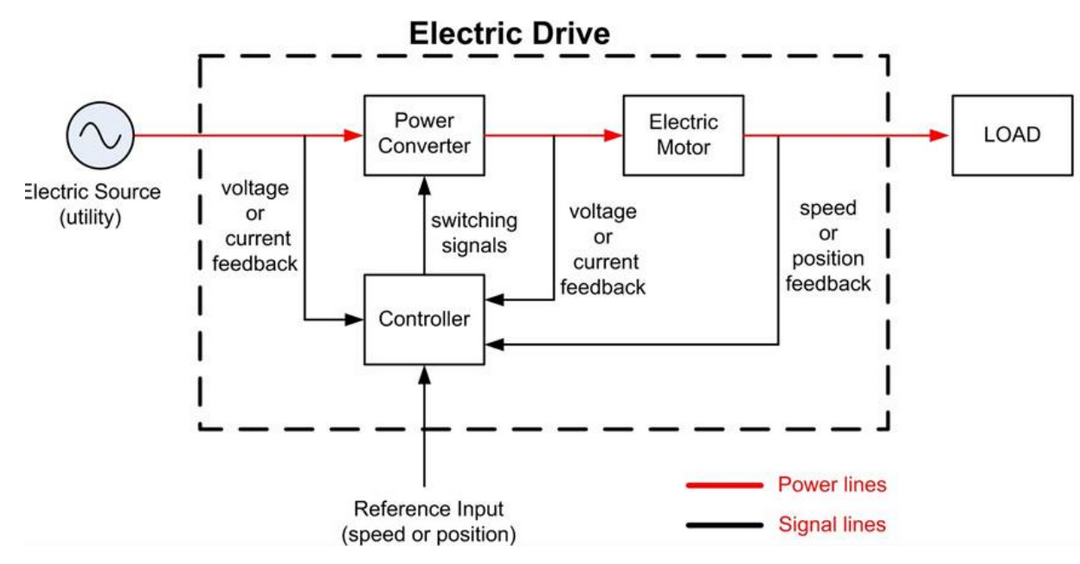 Electric Drive
Power
Converter
Electric
Motor
LOAD
Electric Source
(utility)
voltage
or
current
feedback
switching
signals
voltage
or
current
feedback
speed
or
position
feedback
Controller
Reference Input
(speed or position)
Power lines
Signal lines